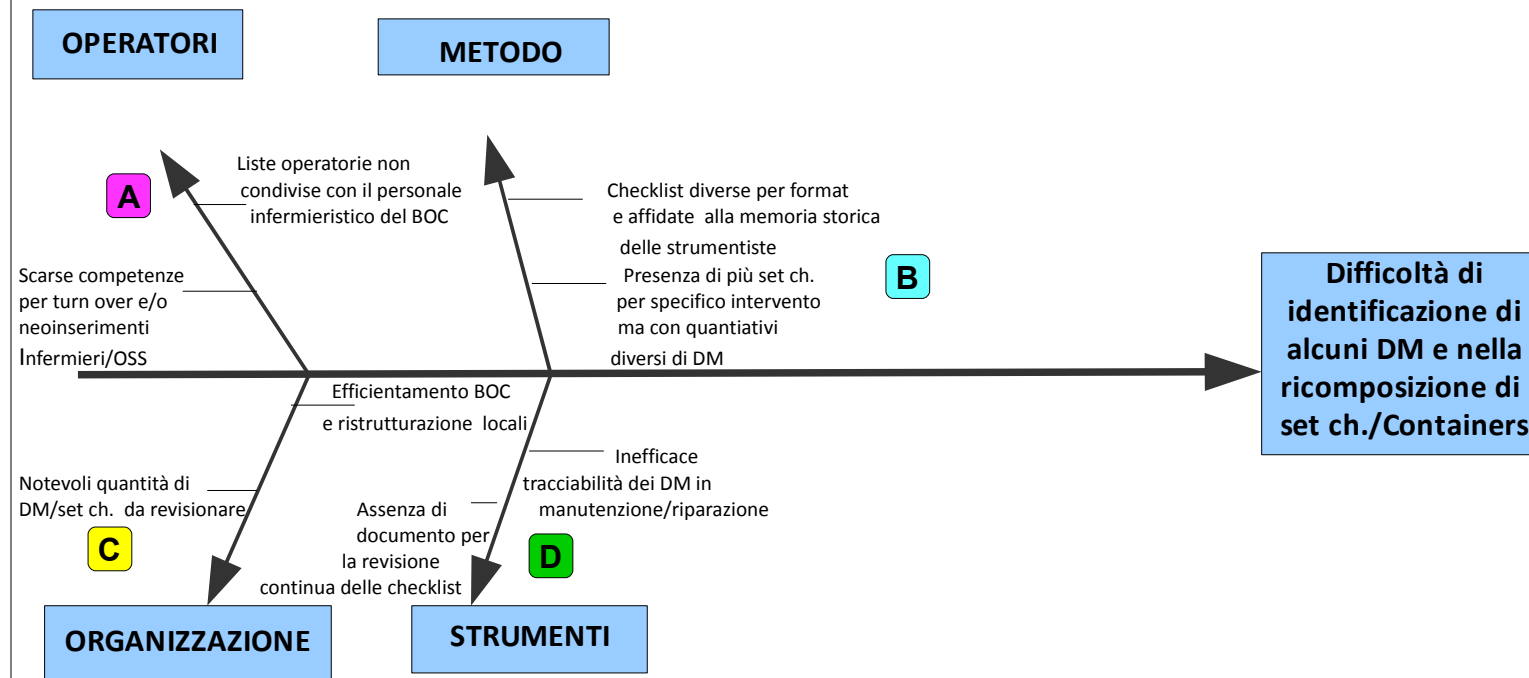 OPERATORI
METODO
A
Liste operatorie non
condivise con il personale
infermieristico del BOC
Scarse competenze
per turn over e/o
neoinserimenti
Infermieri/OSS
Checklist diverse per format
e affidate alla memoria storica
delle strumentiste
Presenza di più set ch.
per specifico intervento
ma con quantiativi
diversi di DM
B
Difficoltà di
identificazione di
alcuni DM e nella
ricomposizione di
set ch./Containers
Efficientamento BOC
e ristrutturazione locali
Notevoli quantità di
DM/set ch. da revisionare
C
Inefficace
tracciabilità dei DM in
manutenzione/riparazione
Assenza di
documento per
la revisione
continua delle checklist
D
ORGANIZZAZIONE
STRUMENTI